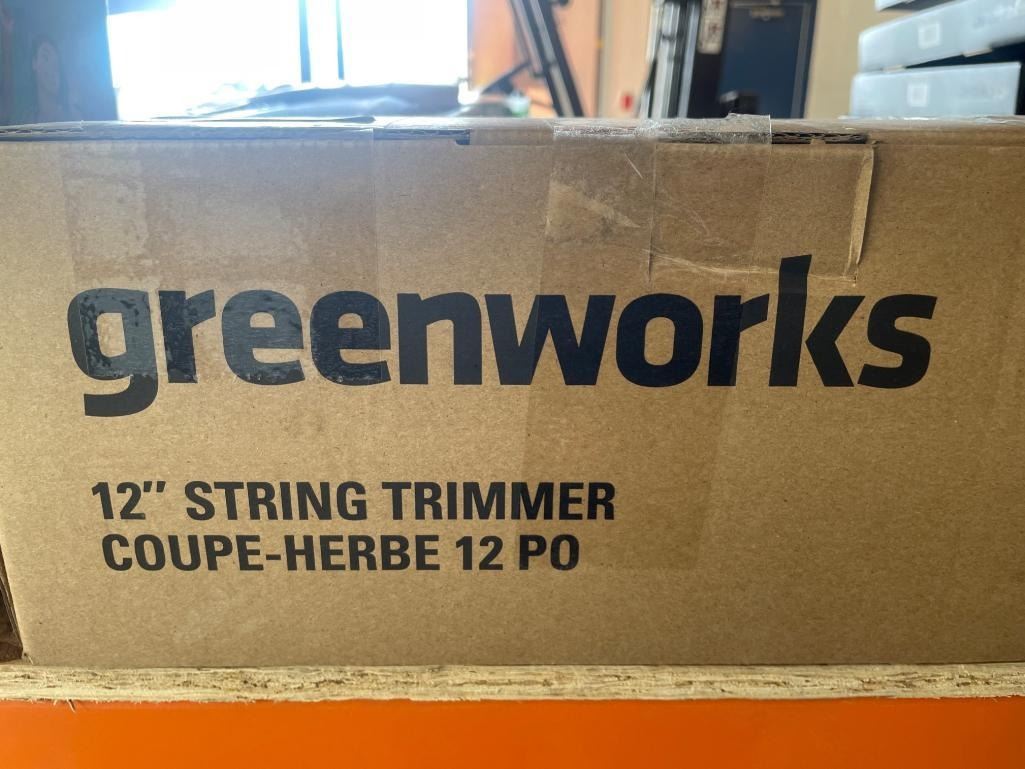 greenworks
12” STRING TRIMMER
COUPE-HERBE 12 PO